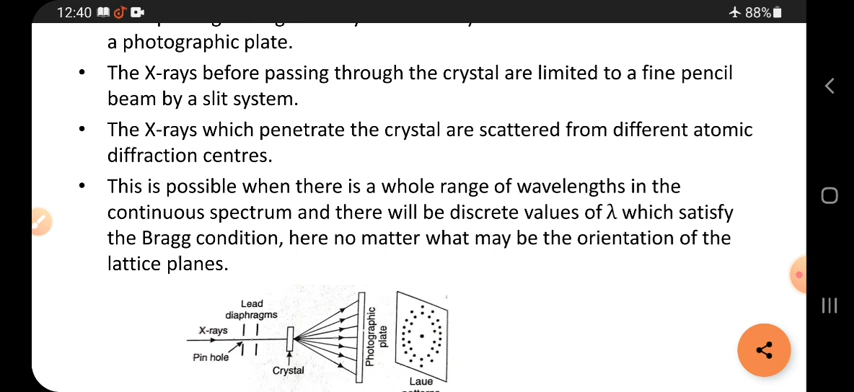 12:40
88%
a photographic plate.
• The X-rays before passing through the crystal are limited to a fine pencil
beam by a slit system.
• The X-rays which penetrate the crystal are scattered from different atomic
diffraction centres.
• This is possible when there is a whole range of wavelengths in the
continuous spectrum and there will be discrete values of λ which satisfy
the Bragg condition, here no matter what may be the orientation of the
lattice planes.
Lead
diaphragms
X-rays
Pin hole
Crystal
Photographic
plate
Laue